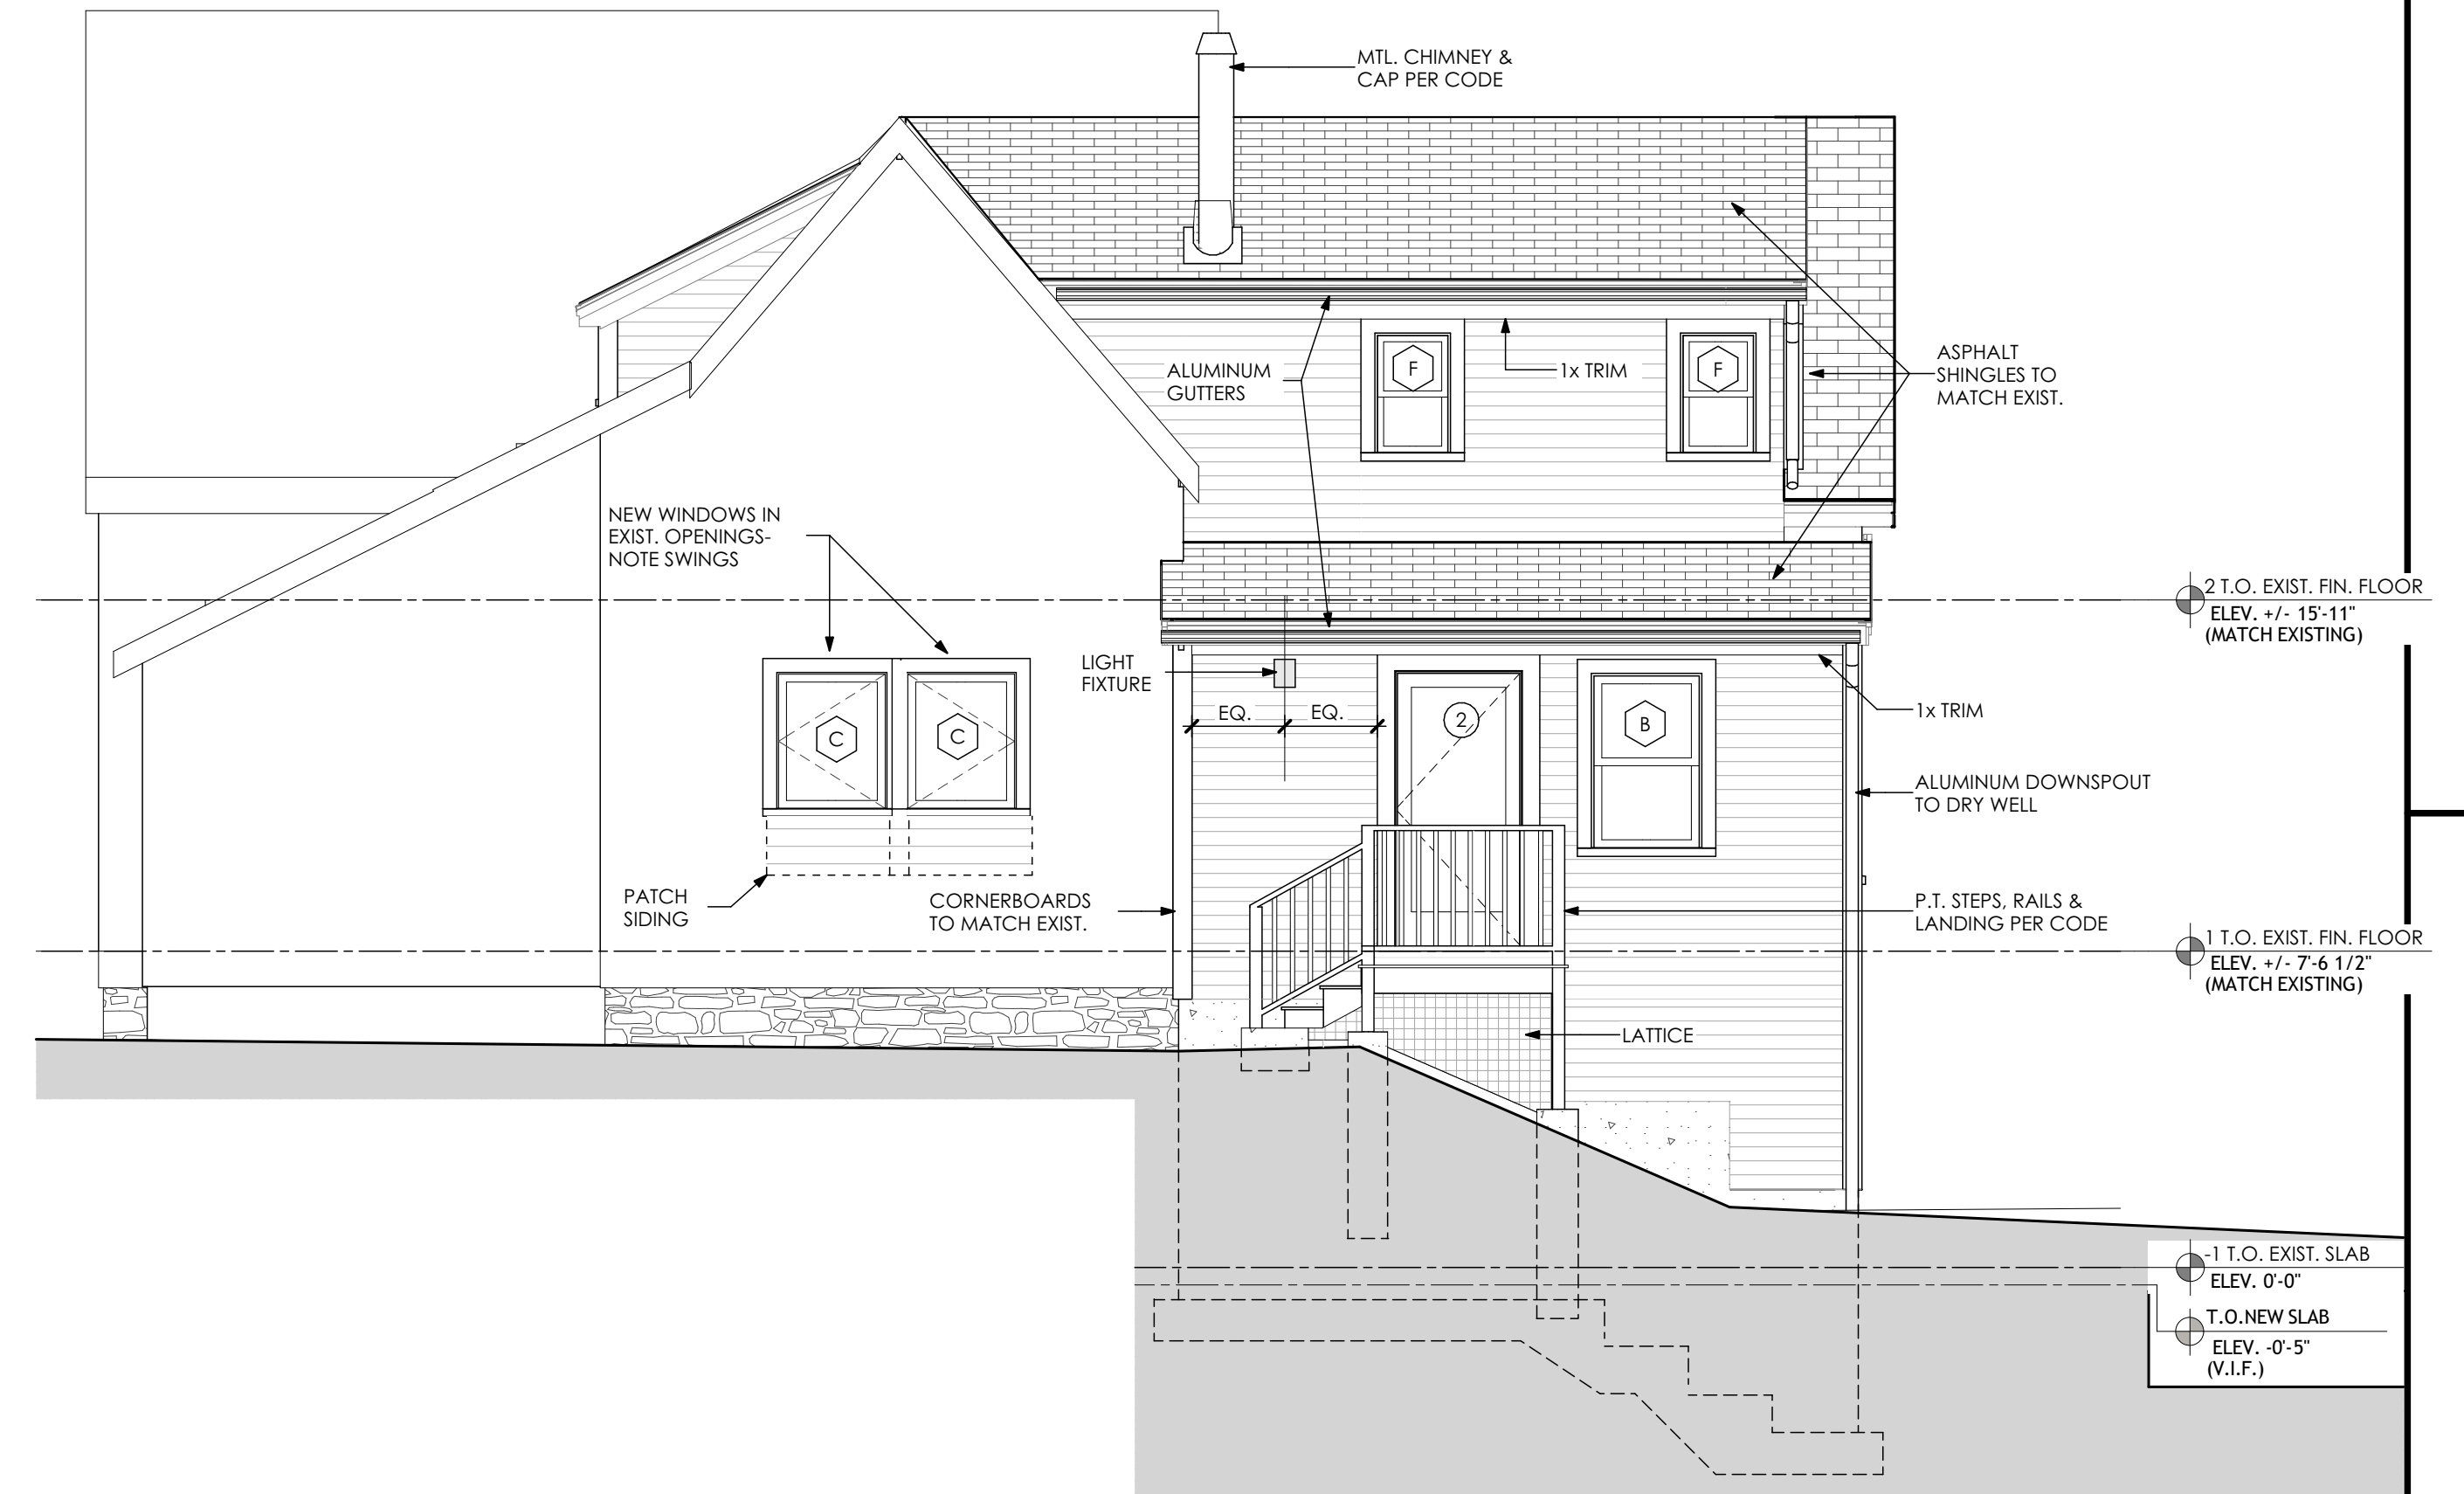 MTL. CHIMNEY &
CAP PER CODE
ALUMINUM
GUTTERS
F
1x TRIM
F
ASPHALT
SHINGLES TO
MATCH EXIST.
NEW WINDOWS IN
EXIST. OPENINGS-
NOTE SWINGS
2 T.O. EXIST. FIN. FLOOR
ELEV. +/- 15'-11"
(MATCH EXISTING)
LIGHT
FIXTURE
EQ.
EQ.
2
B
1x TRIM
C
C
ALUMINUM DOWNSPOUT
TO DRY WELL
PATCH
SIDING
CORNERBOARDS
TO MATCH EXIST.
P.T. STEPS, RAILS &
LANDING PER CODE
1 T.O. EXIST. FIN. FLOOR
ELEV. +/- 7'-6 1/2"
(MATCH EXISTING)
LATTICE
-1 T.O. EXIST. SLAB
ELEV. 0'-0"
T.O.NEW SLAB
ELEV. -0'-5"
(V.I.F.)